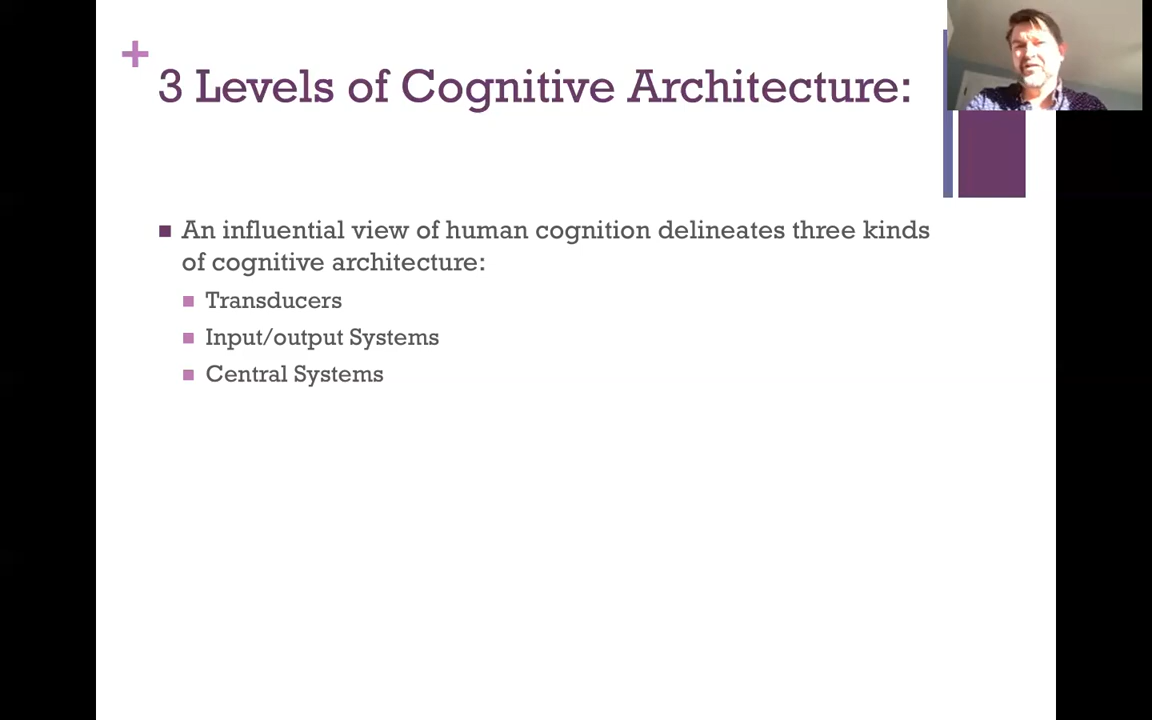 +
3 Levels of Cognitive Architecture:
An influential view of human cognition delineates three kinds
of cognitive architecture:
Transducers
Input/output Systems
Central Systems